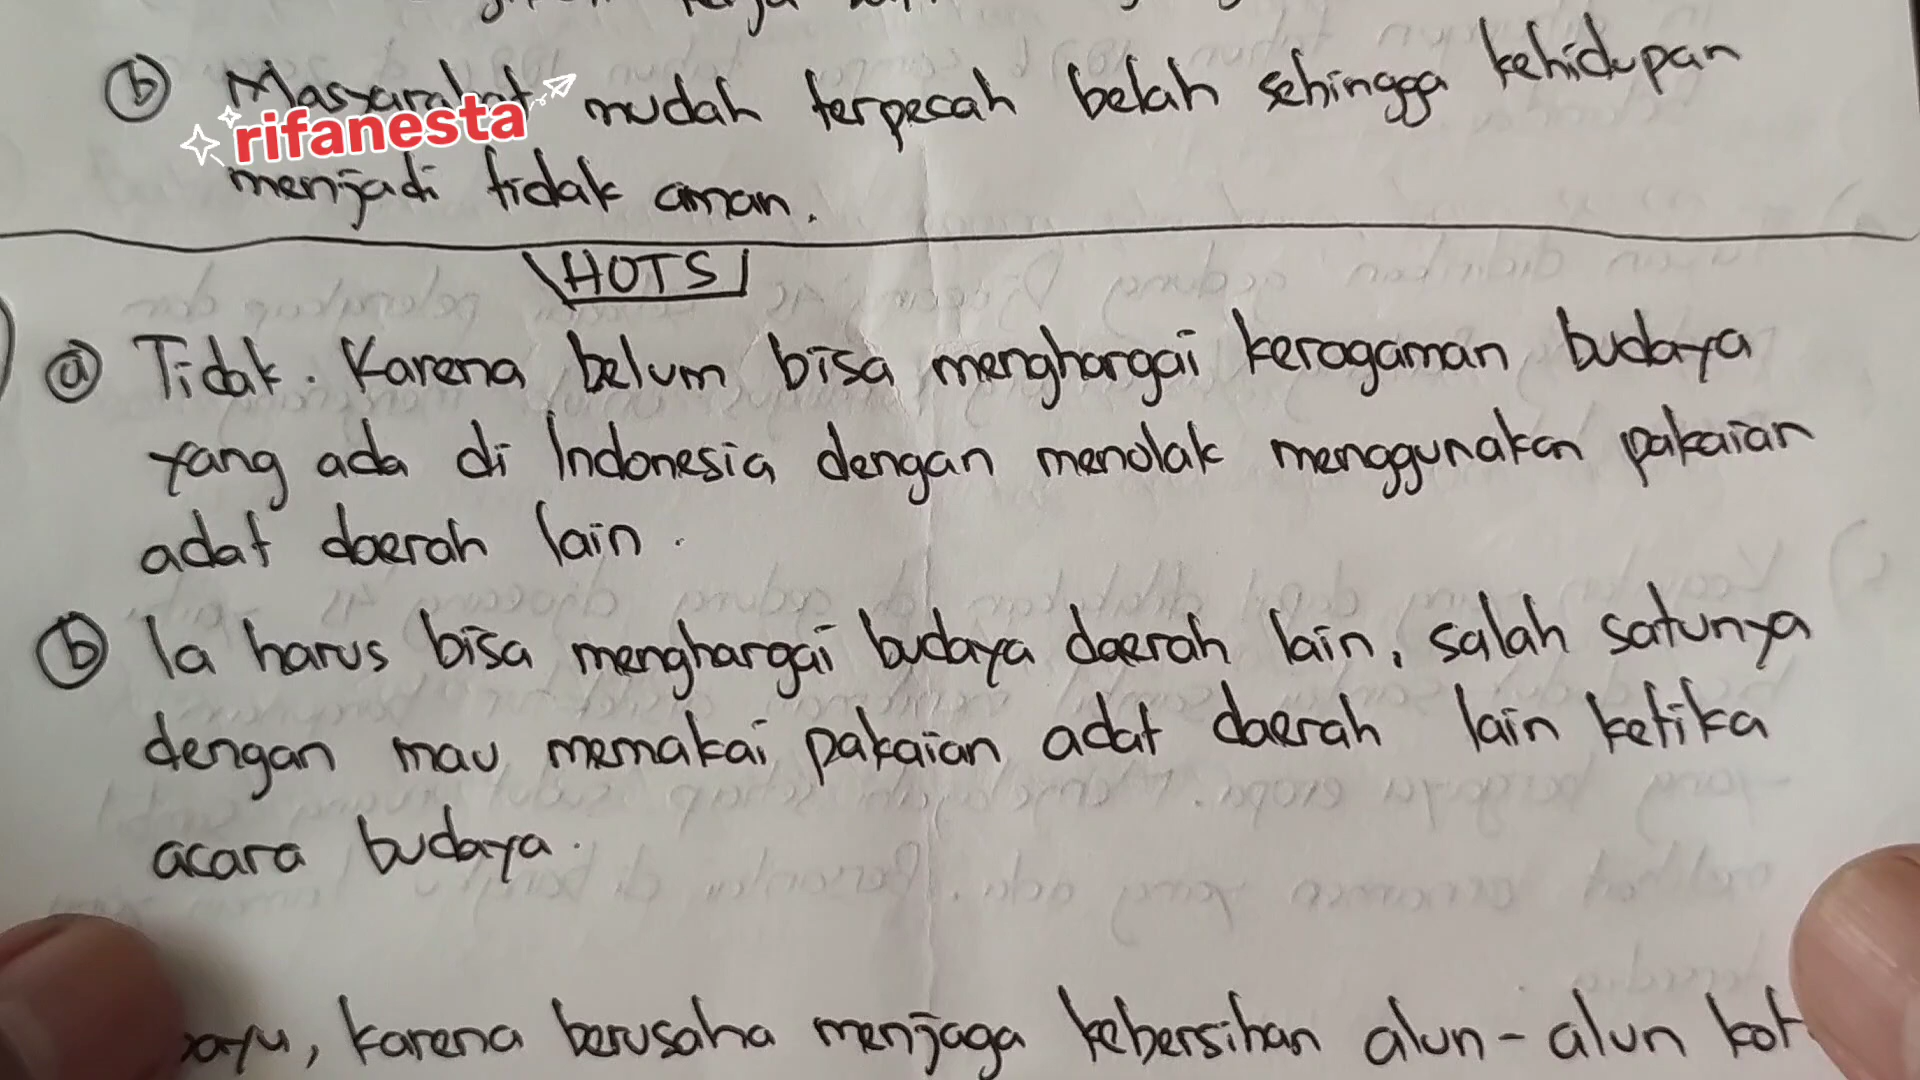 b Masyarakat mudah terpecah belah sehingga kehidupan
rifanesta
menjadi tidak aman.
HOTS
a Tidak. Karena belum bisa menghargai keragaman budaya
yang ada di Indonesia dengan menolak menggunakan pakaian
adat daerah lain.
b Ia harus bisa menghargai budaya daerah lain, salah satunya
dengan mau memakai pakaian adat daerah lain ketika
acara budaya.
karena berusaha menjaga kebersihan alun-alun